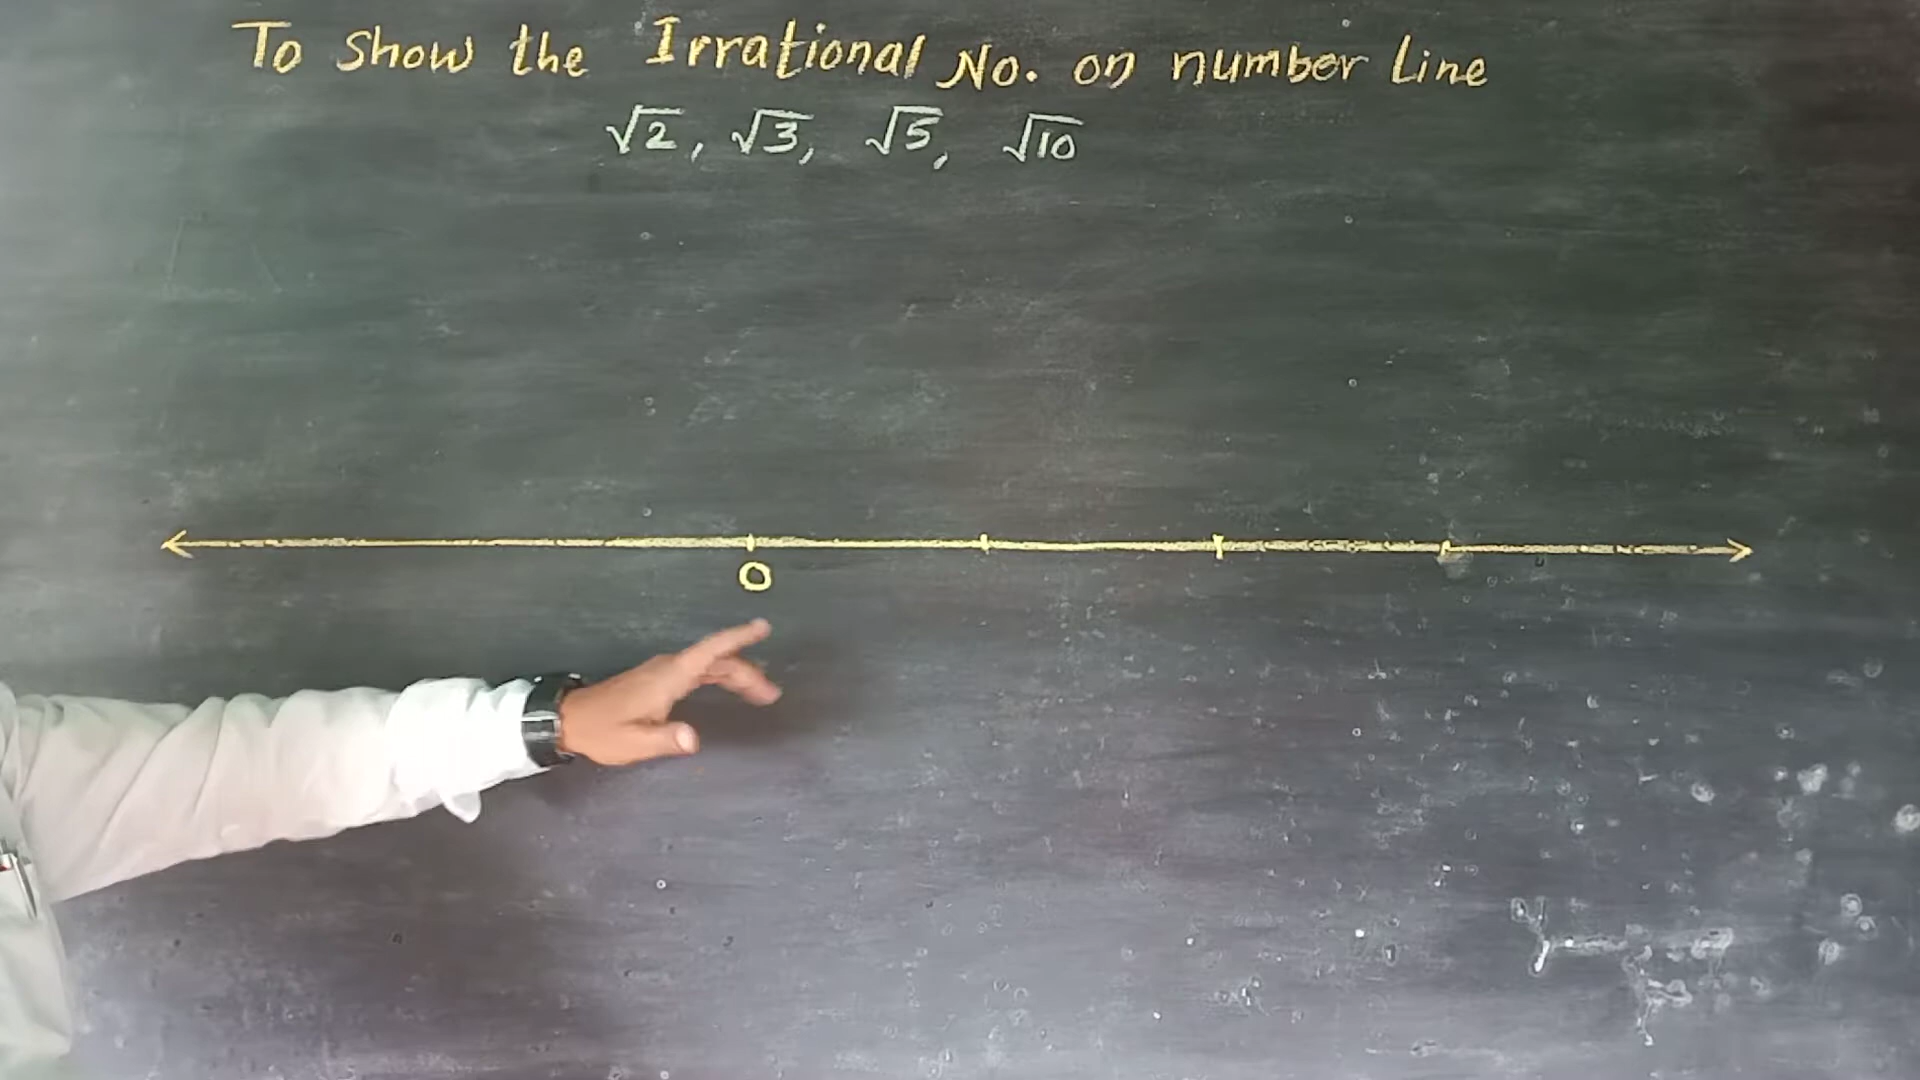 To show the Irrational No. on number Line
√2, √3, √5, √10
0